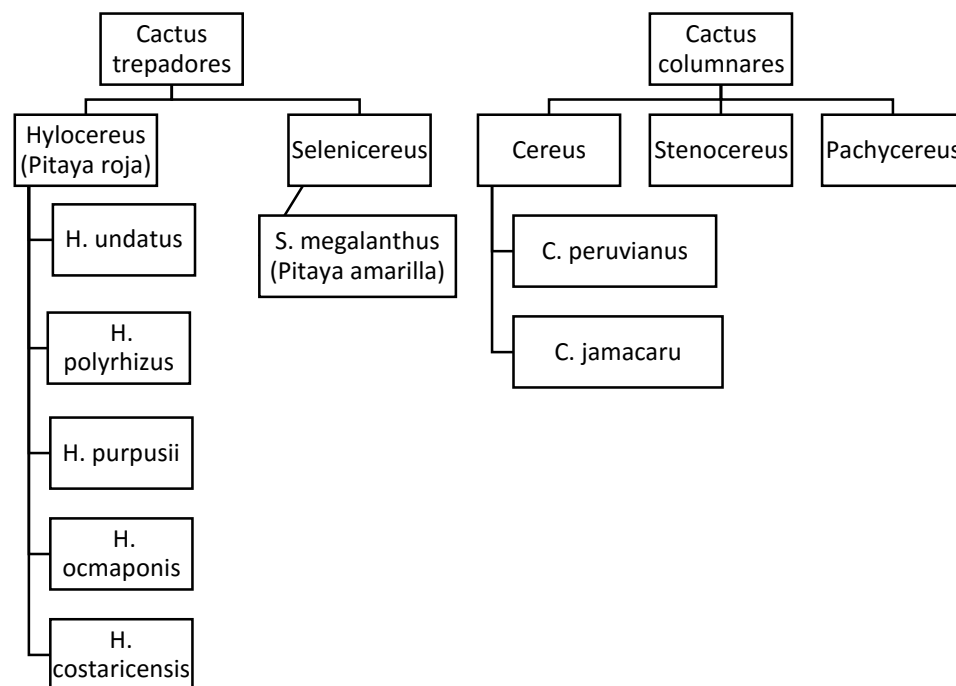 Cactus
trepadores
Cactus
columnares
Hylocereus
(Pitaya roja)
Selenicereus
Cereus
Stenocereus
Pachycereus
H. undatus
S. megalanthus
(Pitaya amarilla)
C. peruvianus
H.
polyrhizus
C. jamacaru
H. purpusii
H.
ocmaponis
H.
costaricensis